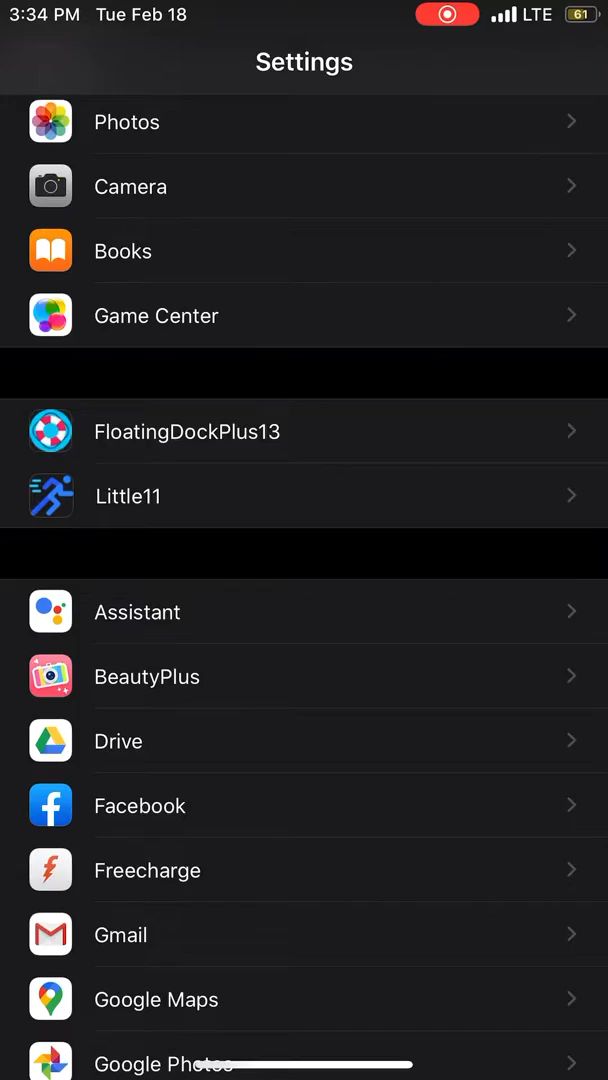 3:34 PM Tue Feb 18 LTE 61
Settings
Photos
Camera
Books
Game Center
FloatingDockPlus13
Little11
Assistant
BeautyPlus
Drive
Facebook
Freecharge
Gmail
Google Maps
Google Photos